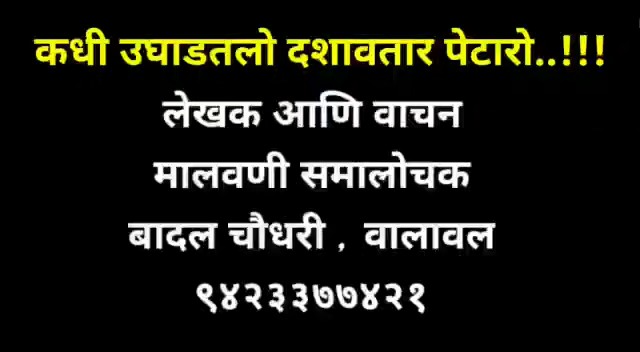 कधी उघाडतलो दशावतार पेटारो..!!!
लेखक आणि वाचन
मालवणी समालोचक
बादल चौधरी , वालावल
९४२३३७७४२१